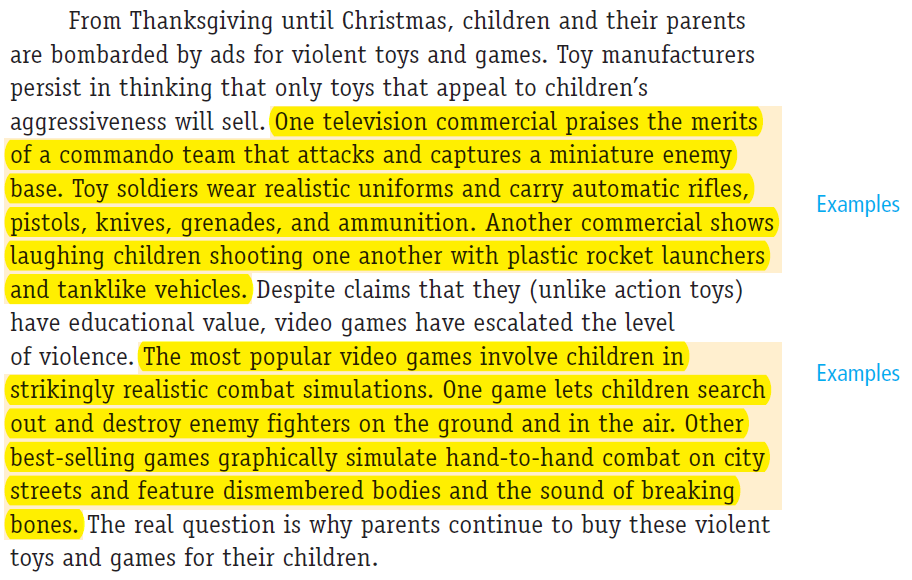 From Thanksgiving until Christmas, children and their parents
are bombarded by ads for violent toys and games. Toy manufacturers
persist in thinking that only toys that appeal to children’s
aggressiveness will sell. One television commercial praises the merits
of a commando team that attacks and captures a miniature enemy
base. Toy soldiers wear realistic uniforms and carry automatic rifles,
pistols, knives, grenades, and ammunition. Another commercial shows
laughing children shooting one another with plastic rocket launchers
and tanklike vehicles. Despite claims that they (unlike action toys)
have educational value, video games have escalated the level
of violence. The most popular video games involve children in
strikingly realistic combat simulations. One game lets children search
out and destroy enemy fighters on the ground and in the air. Other
best-selling games graphically simulate hand-to-hand combat on city
streets and feature dismembered bodies and the sound of breaking
bones. The real question is why parents continue to buy these violent
toys and games for their children.
Examples
Examples